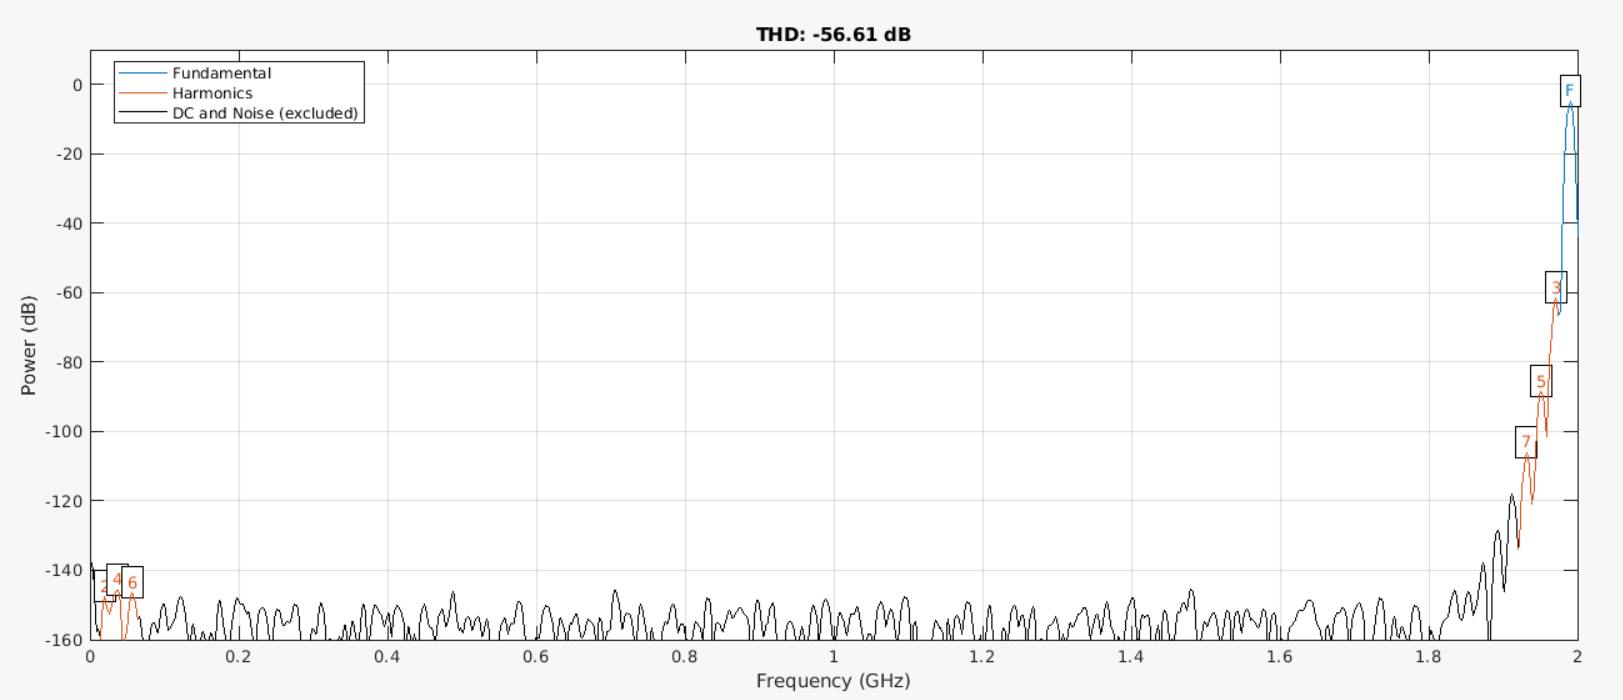 THD: -56.61 dB
Fundamental
Harmonics
DC and Noise (excluded)
F
3
5
7
2
4
6
0
-20
-40
-60
-80
-100
-120
-140
-160
Power (dB)
0 0.2 0.4 0.6 0.8 1 1.2 1.4 1.6 1.8 2
Frequency (GHz)